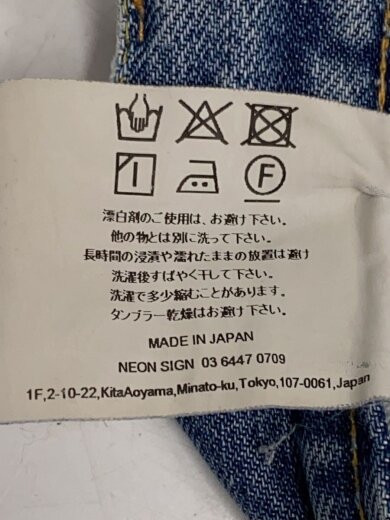 漂白剤のご使用は、お避け下さい。
他の物とは別に洗って下さい。
長時間の浸漬や濡れたままの放置は避け
洗濯後すばやく干して下さい。
洗濯で多少縮むことがあります。
タンブラー乾燥はお避け下さい。
MADE IN JAPAN
NEON SIGN 03 6447 0709
1F,2-10-22,KitaAoyama,Minato-ku,Tokyo,107-0061,Japan
F